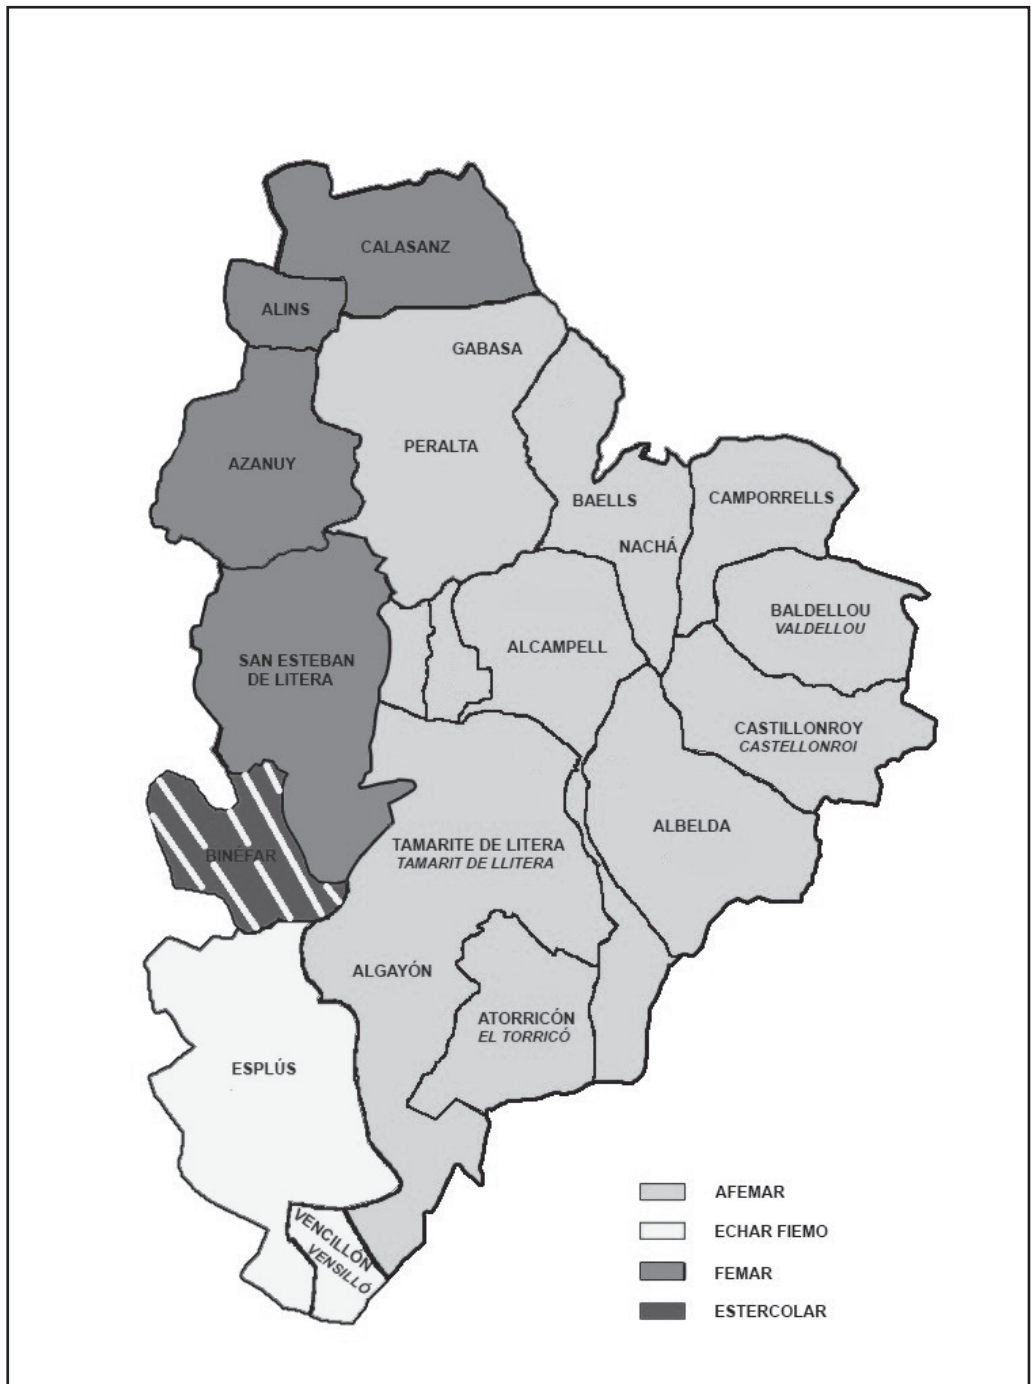 CALASANZ
ALINS
GABASA
PERALTA
AZANUY
BAELLS
CAMPORRELLS
NACHÁ
BALDELLOU
VALDELLOU
ALCAMPELL
SAN ESTEBAN
DE LITERA
CASTILLONROY
CASTELLONROI
ALBELDA
TAMARITE DE LITERA
TAMARIT DE LLITERA
BINÉFAR
ALGAYÓN
ATORRICÓN
EL TORRICÓ
ESPLÚS
VENCILLÓN
VENSILLÓ
AFEMAR
ECHAR FIEMO
FEMAR
ESTERCOLAR